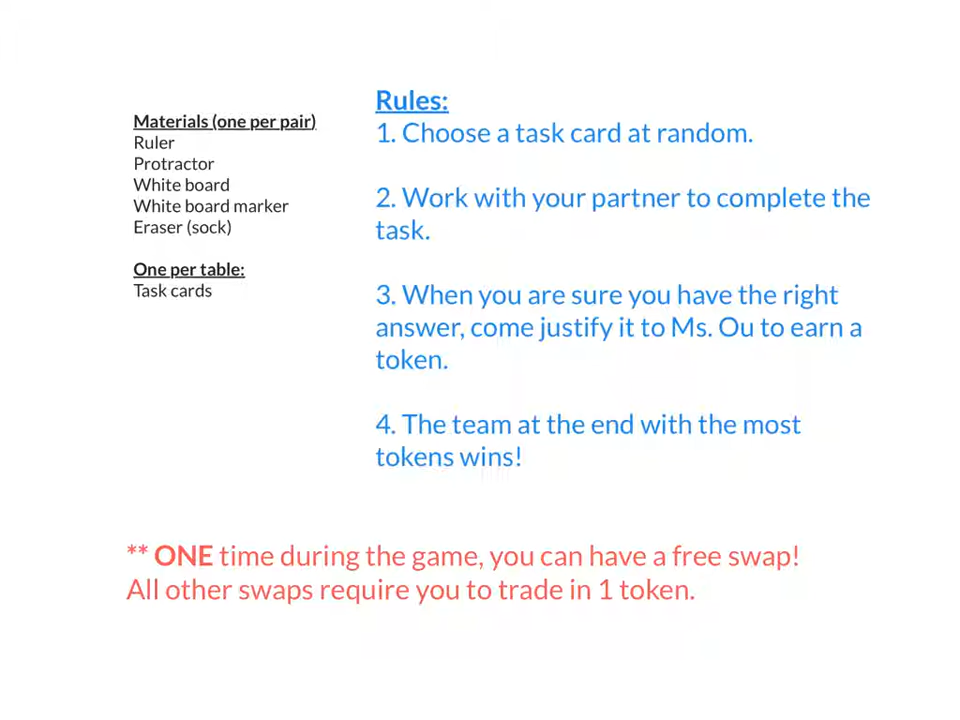 Materials (one per pair)
Ruler
Protractor
White board
White board marker
Eraser (sock)
One per table:
Task cards
Rules:
1. Choose a task card at random.
2. Work with your partner to complete the
task.
3. When you are sure you have the right
answer, come justify it to Ms. Ou to earn a
token.
4. The team at the end with the most
tokens wins!
** ONE time during the game, you can have a free swap!
All other swaps require you to trade in 1 token.